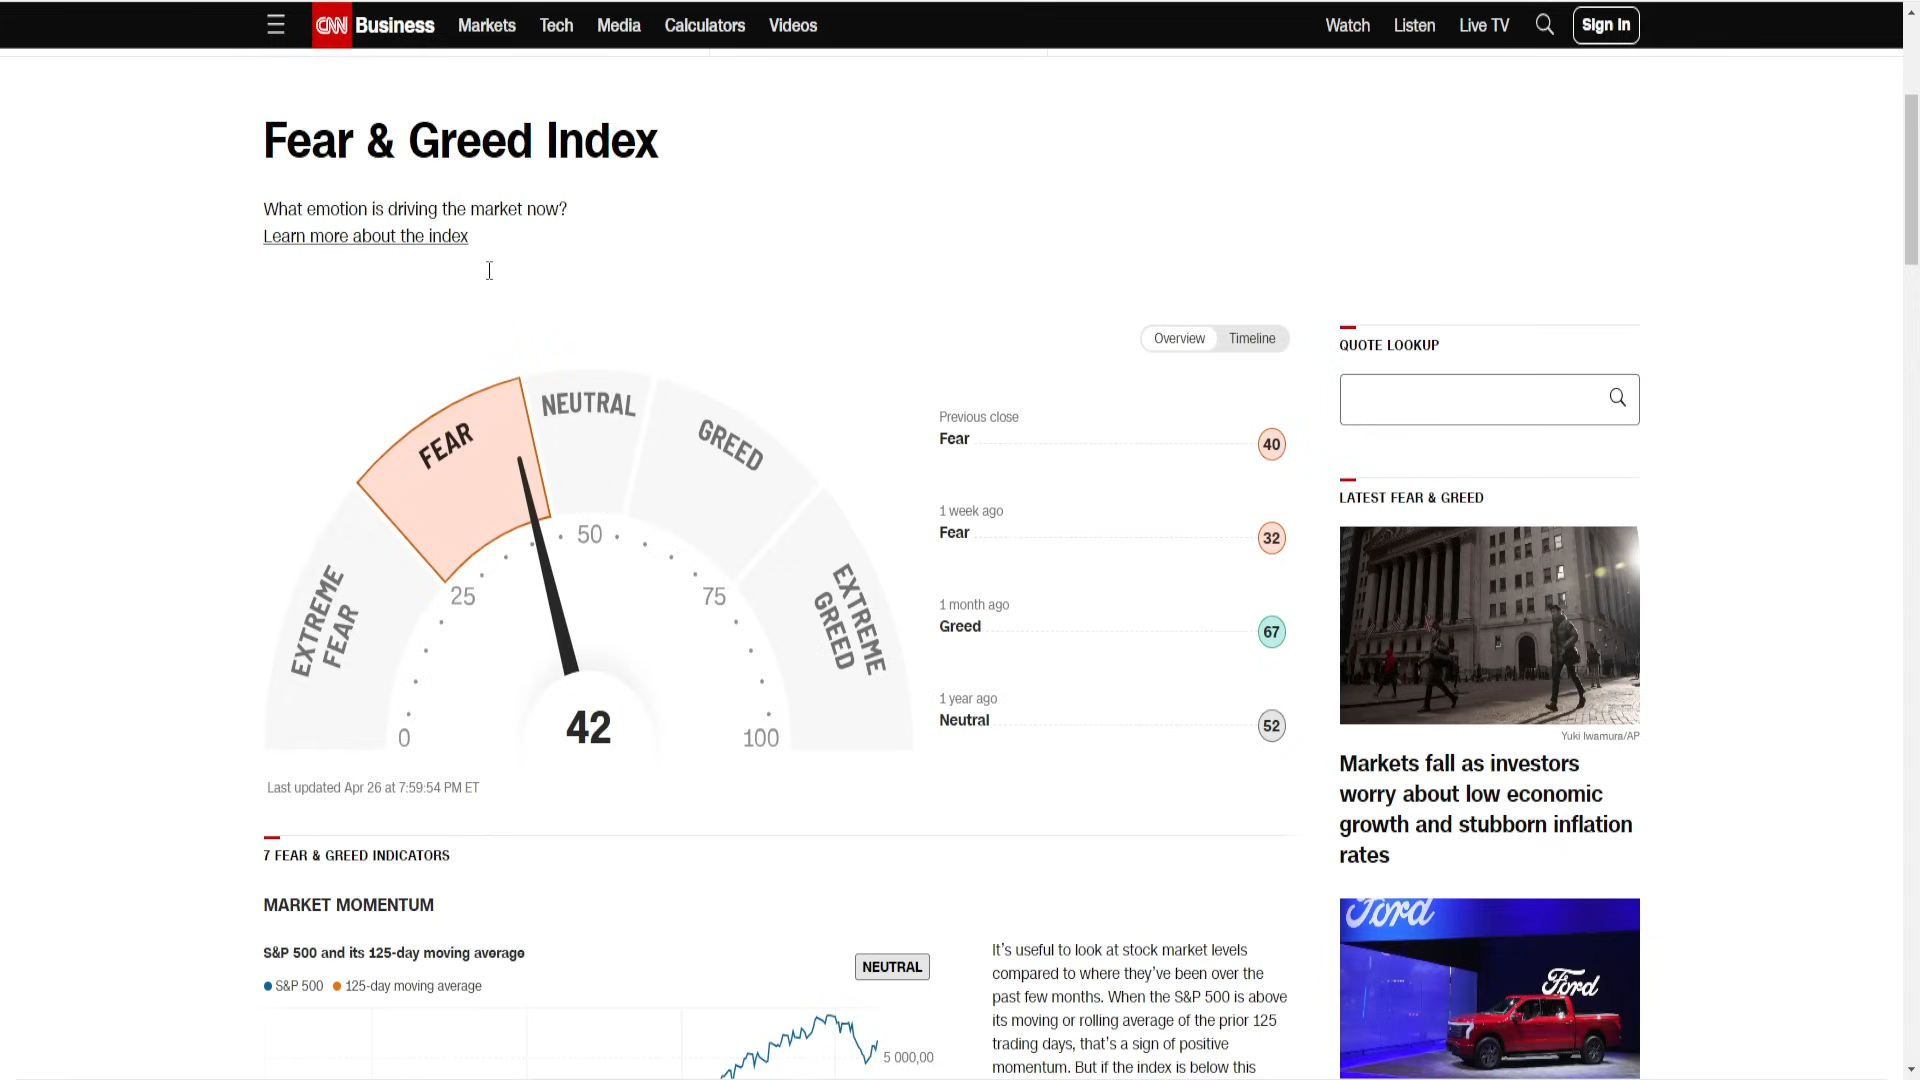 CNN Business Markets Tech Media Calculators Videos Watch Listen Live TV Sign In
Fear & Greed Index
What emotion is driving the market now?
Learn more about the index
Overview Timeline
EXTREME
FEAR
FEAR
NEUTRAL
GREED
EXTREME
GREED
0
25
50
75
100
42
Last updated Apr 26 at 7:59:54 PM ET
Previous close
Fear 40
1 week ago
Fear 32
1 month ago
Greed 67
1 year ago
Neutral 52
QUOTE LOOKUP
LATEST FEAR & GREED
Yuki Iwamura/AP
Markets fall as investors
worry about low economic
growth and stubborn inflation
rates
Ford
Ford
7 FEAR & GREED INDICATORS
MARKET MOMENTUM
S&P 500 and its 125-day moving average
NEUTRAL
S&P 500 125-day moving average
5 000,00
It's useful to look at stock market levels
compared to where they've been over the
past few months. When the S&P 500 is above
its moving or rolling average of the prior 125
trading days, that's a sign of positive
momentum. But if the index is below this